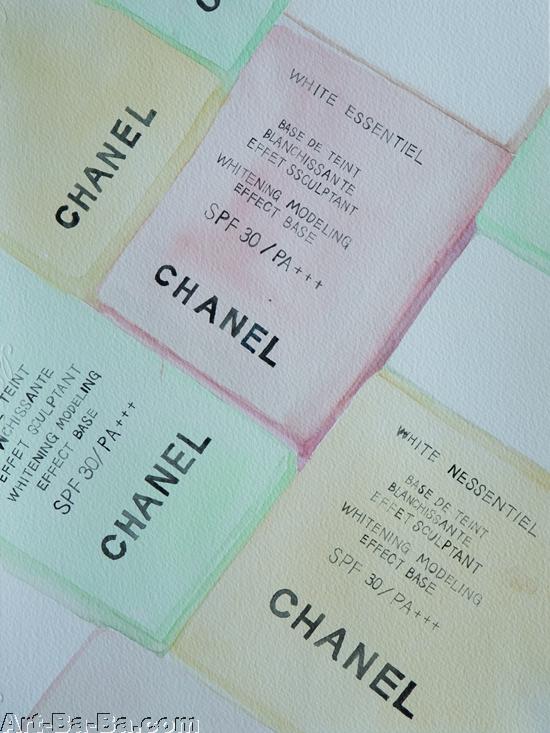 C
CHANEL
WHITE ESSENTIEL
BASE DE TEINT
BLANCHISSANTE
EFFET SSCULPTANT
WHITENING MODELING
EFFECT BASE
SPF 30/PA+++
CHANEL
TEINT
NCHISSANTE
EFFET SCULPTANT
WHITENING MODELING
EFFECT BASE
SPF 30/PA+++
CHANEL
WHITE NESSENTIEL
BASE DE TEINT
BLANCHISSANTE
EFFET SCULPTANT
WHITENING MODELING
EFFECT BASE
SPF 30/PA+++
CHANEL
Art-Ba-Ba.com